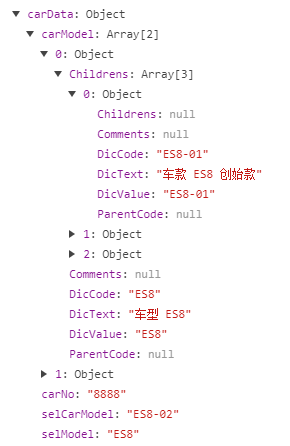 ▼ carData: Object
▼ carModel: Array[2]
▼ 0: Object
▼ Childrens: Array[3]
▼ 0: Object
Childrens: null
Comments: null
DicCode: "ES8-01"
DicText: "车款 ES8 创始款"
DicValue: "ES8-01"
ParentCode: null
▶ 1: Object
▶ 2: Object
Comments: null
DicCode: "ES8"
DicText: "车型 ES8"
DicValue: "ES8"
ParentCode: null
▶ 1: Object
carNo: "8888"
selCarModel: "ES8-02"
selModel: "ES8"